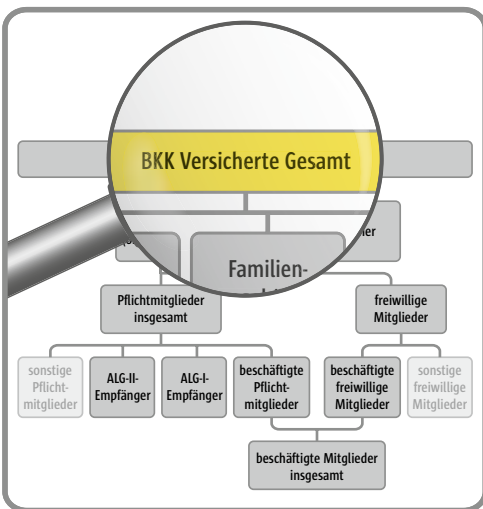 BKK Versicherte Gesamt
Familien-
Pflichtmitglieder
insgesamt
freiwillige
Mitglieder
sonstige
Pflicht-
mitglieder
ALG-II-
Empfänger
ALG-I-
Empfänger
beschäftigte
Pflicht-
mitglieder
beschäftigte
freiwillige
Mitglieder
sonstige
freiwillige
Mitglieder
beschäftigte Mitglieder
insgesamt